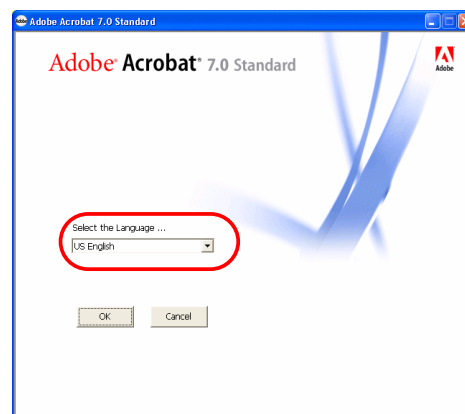 Adobe Acrobat 7.0 Standard
Adobe® Acrobat® 7.0 Standard
Adobe
Select the Language ...
US English
OK
Cancel